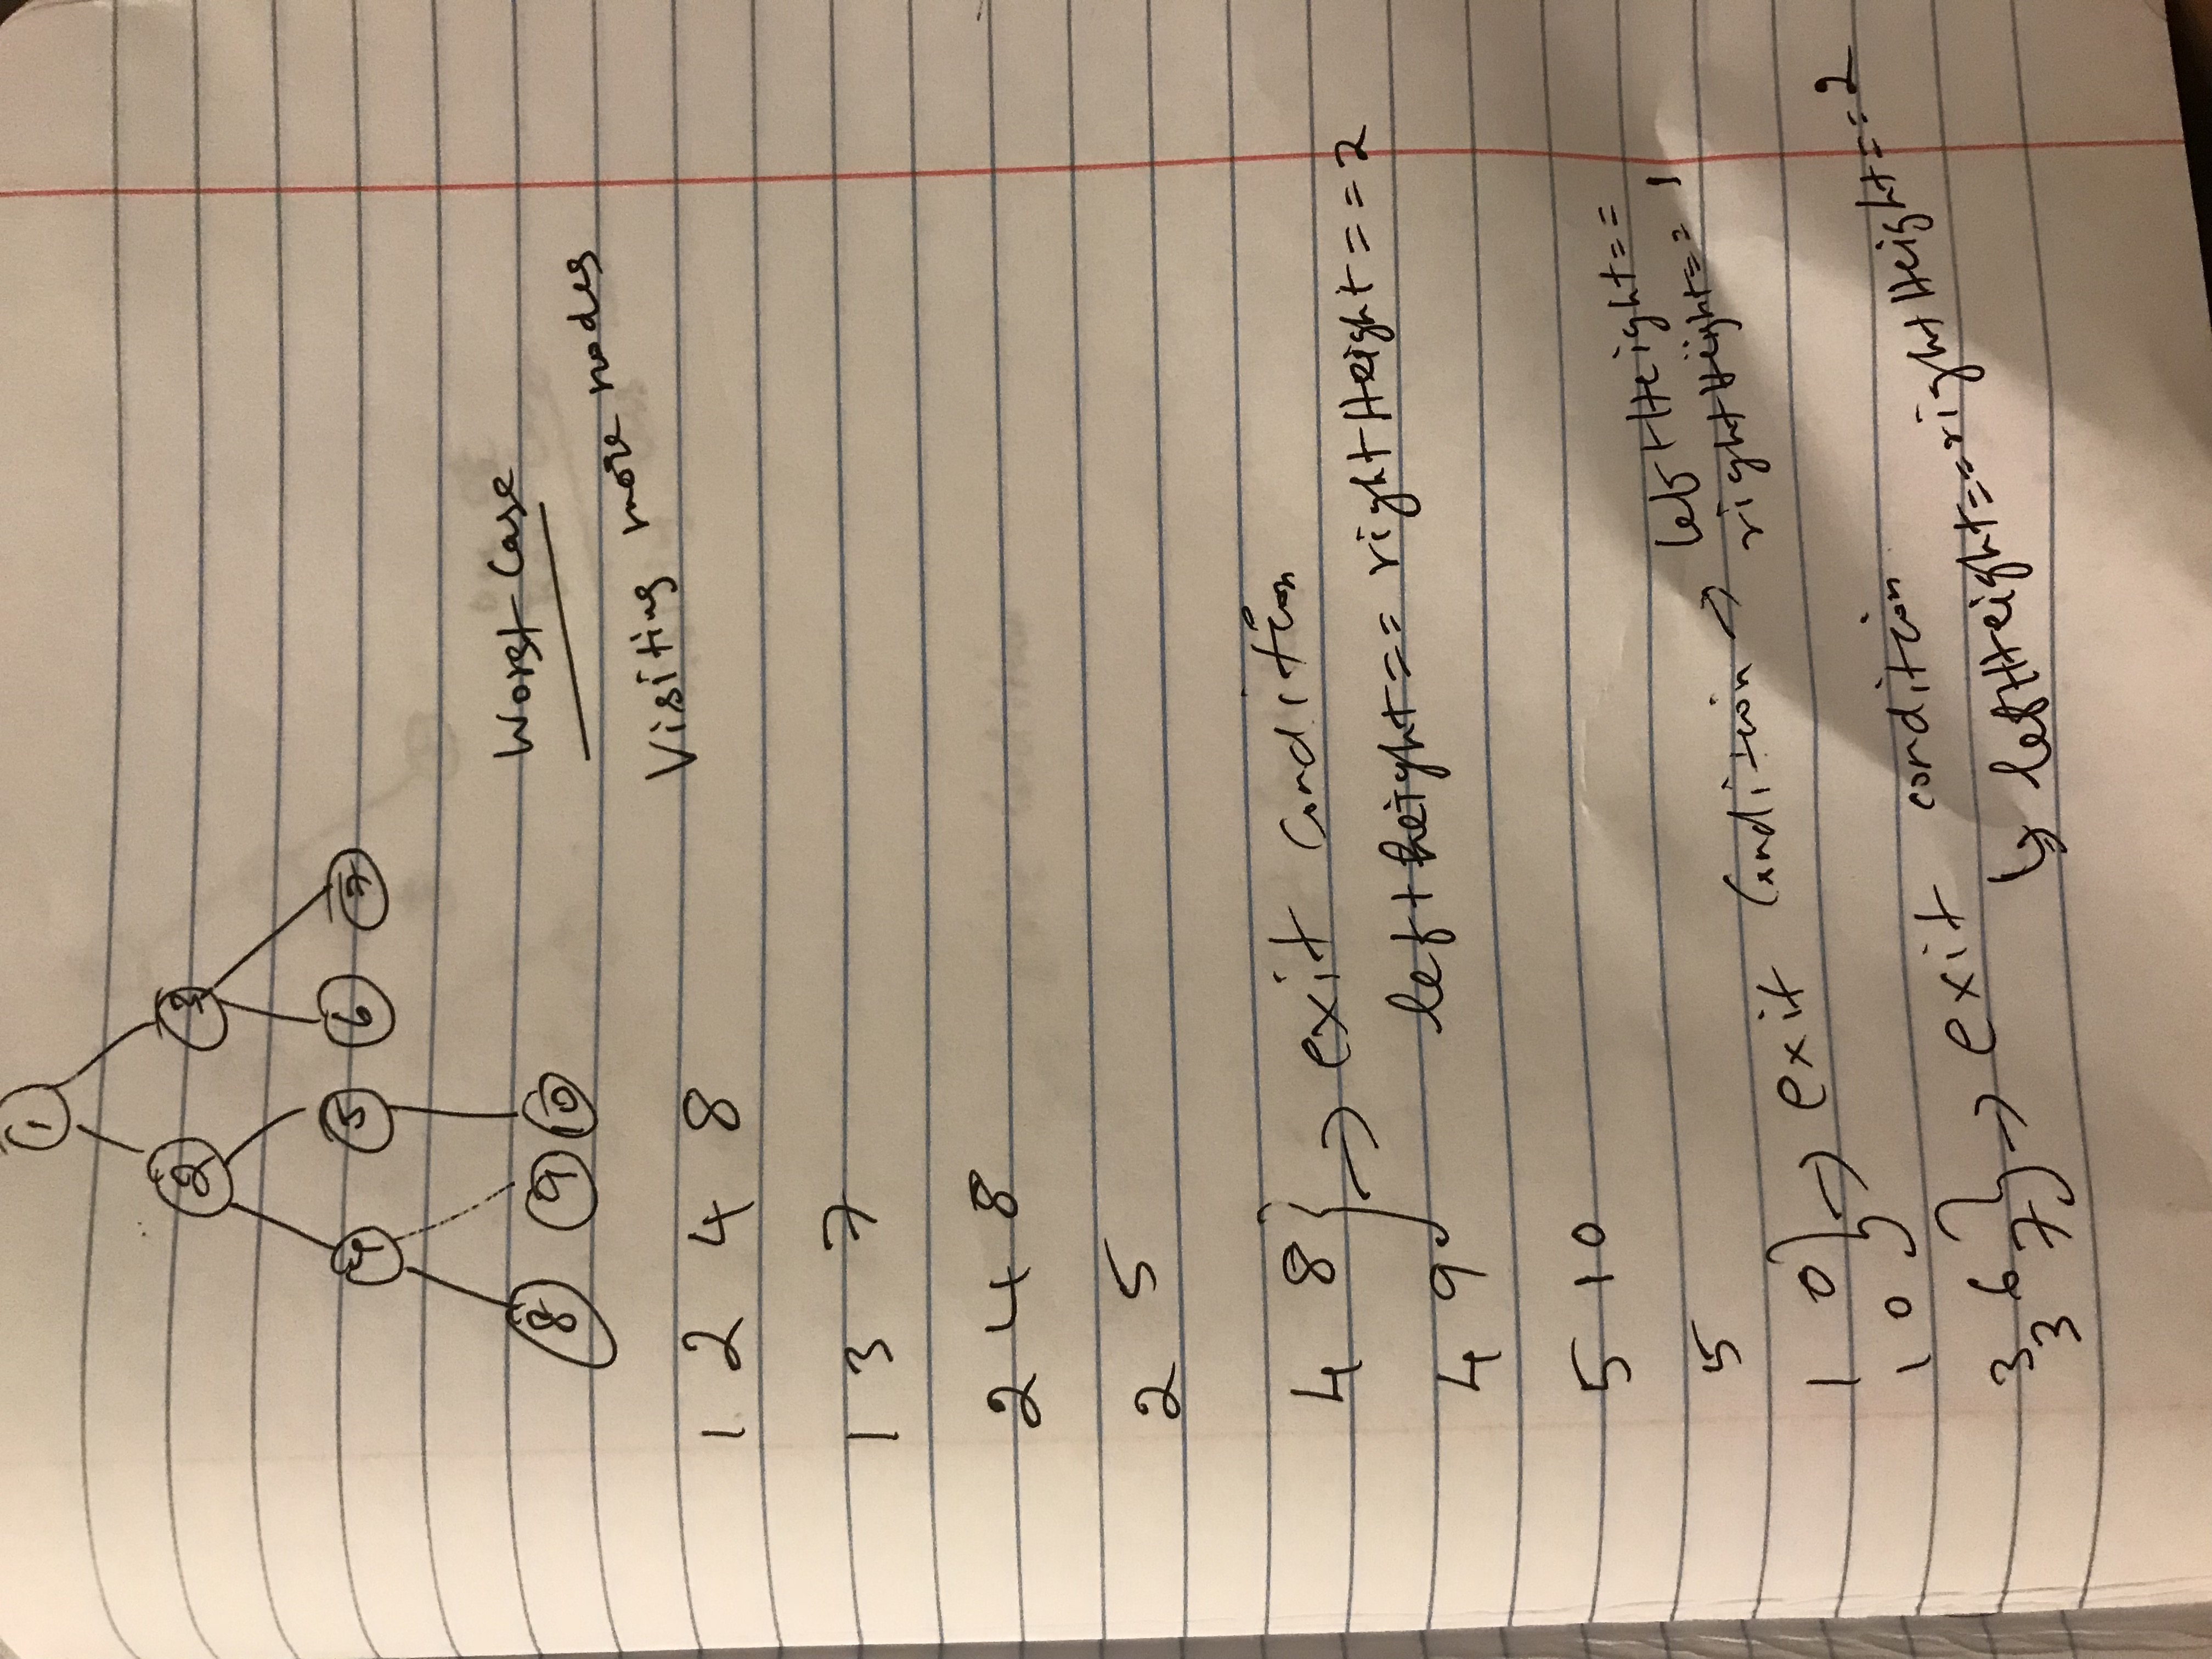 1
2 3
4 5 6 7
8 9 10
Worst Case
Visiting more nodes
1 2 4 8
1 3 7
2 4 8
2 5
4 8 } → exit condition
4 9 left height == rightHeight == 2
5 10
5
1 0 } → exit condition → leftHeight ==
1 0 rightHeight == 1
3 6 } → exit condition
3 7 ↳ leftHeight == rightHeight == 2